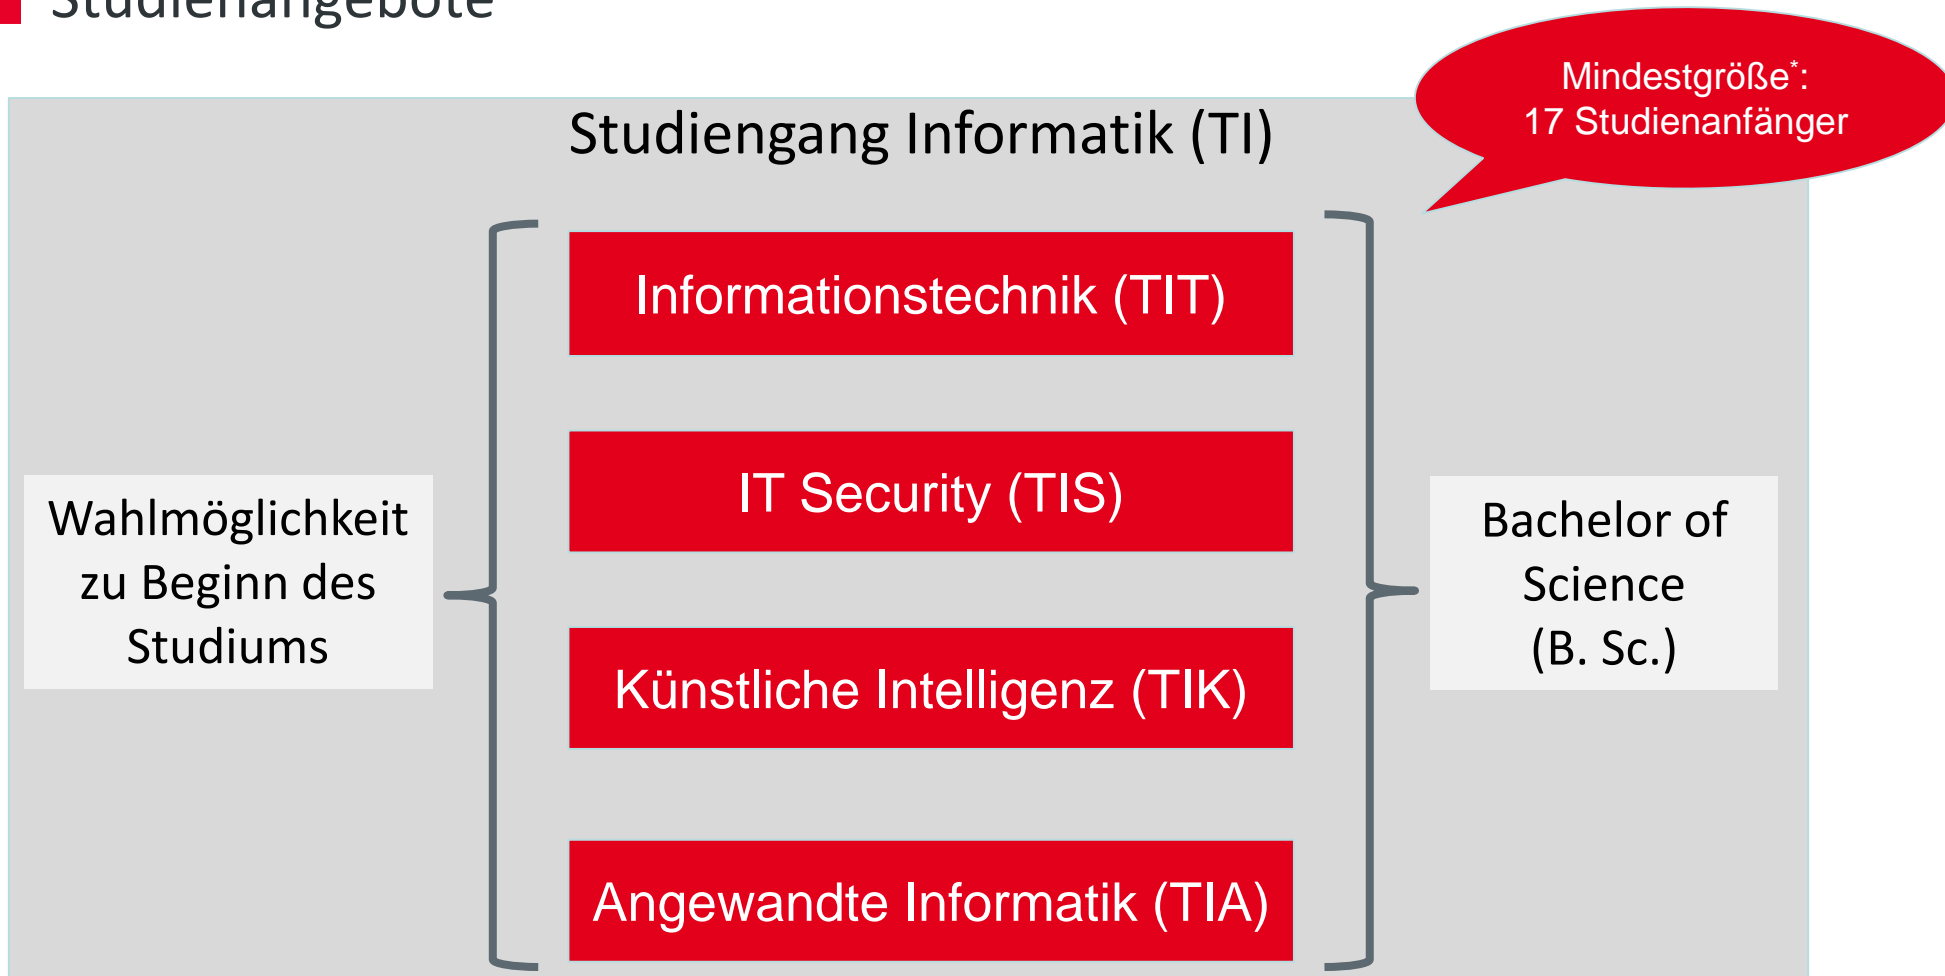 Studienangebote
Mindestgröße*:
17 Studienanfänger
Studiengang Informatik (TI)
Informationstechnik (TIT)
IT Security (TIS)
Wahlmöglichkeit
zu Beginn des
Studiums
Bachelor of
Science
(B. Sc.)
Künstliche Intelligenz (TIK)
Angewandte Informatik (TIA)